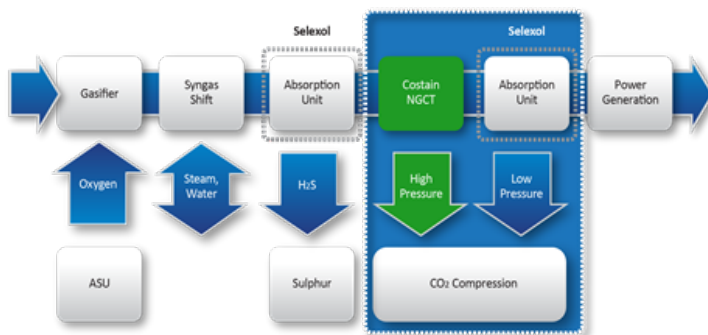 Selexol
Selexol
Gasifier
Syngas
Shift
Absorption
Unit
Costain
NGCT
Absorption
Unit
Power
Generation
Oxygen
Steam,
Water
H₂S
High
Pressure
Low
Pressure
ASU
Sulphur
CO₂ Compression